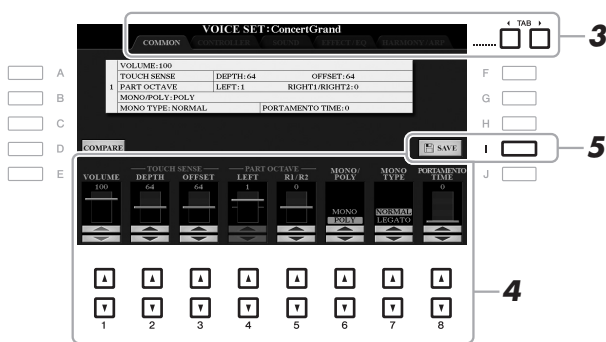 VOICE SET:ConcertGrand
TAB
3
COMMON CONTROLLER SOUND EFFECT/EQ HARMONY/ARP
VOLUME:100
TOUCH SENSE DEPTH:64 OFFSET:64
1 PART OCTAVE LEFT:1 RIGHT1/RIGHT2:0
MONO/POLY:POLY
MONO TYPE:NORMAL PORTAMENTO TIME:0
A
B
C
D
E
F
G
H
I
J
COMPARE
SAVE
5
TOUCH SENSE PART OCTAVE
VOLUME DEPTH OFFSET LEFT R1/R2 MONO/POLY MONO TYPE PORTAMENTO TIME
100 64 64 1 0 0
MONO NORMAL
POLY LEGATO
4
1 2 3 4 5 6 7 8